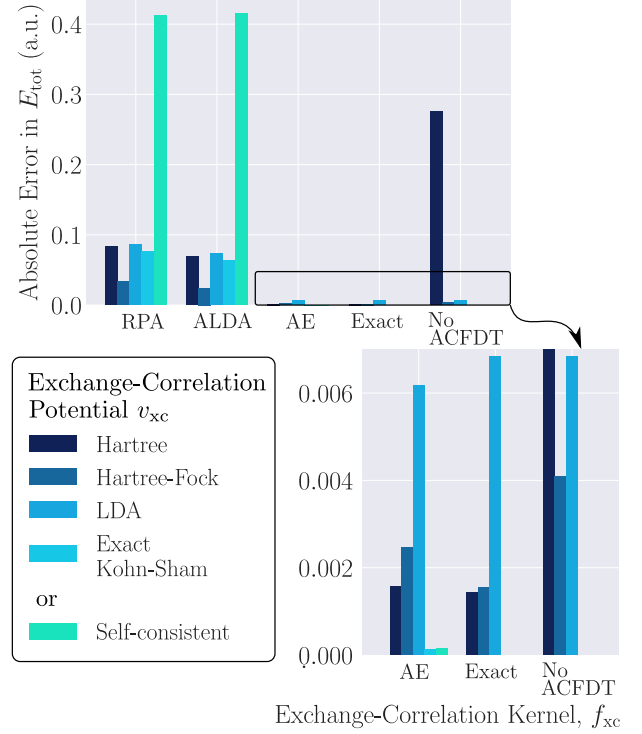 Absolute Error in E_tot (a.u.)
0.4
0.3
0.2
0.1
0.0
RPA
ALDA
AE
Exact
No
ACFDT
Exchange-Correlation
Potential v_xc
Hartree
Hartree-Fock
LDA
Exact
Kohn-Sham
or
Self-consistent
0.006
0.004
0.002
0.000
AE
Exact
No
ACFDT
Exchange-Correlation Kernel, f_xc